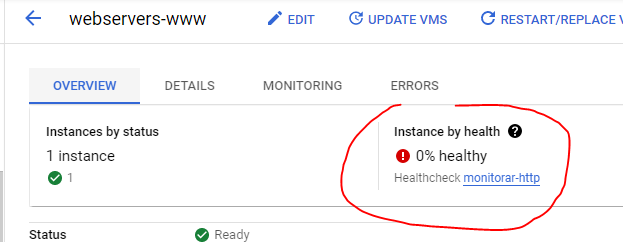 webservers-www EDIT UPDATE VMS RESTART/REPLACE V
OVERVIEW DETAILS MONITORING ERRORS
Instances by status
1 instance
1
Instance by health ?
0% healthy
Healthcheck monitorar-http
Status Ready